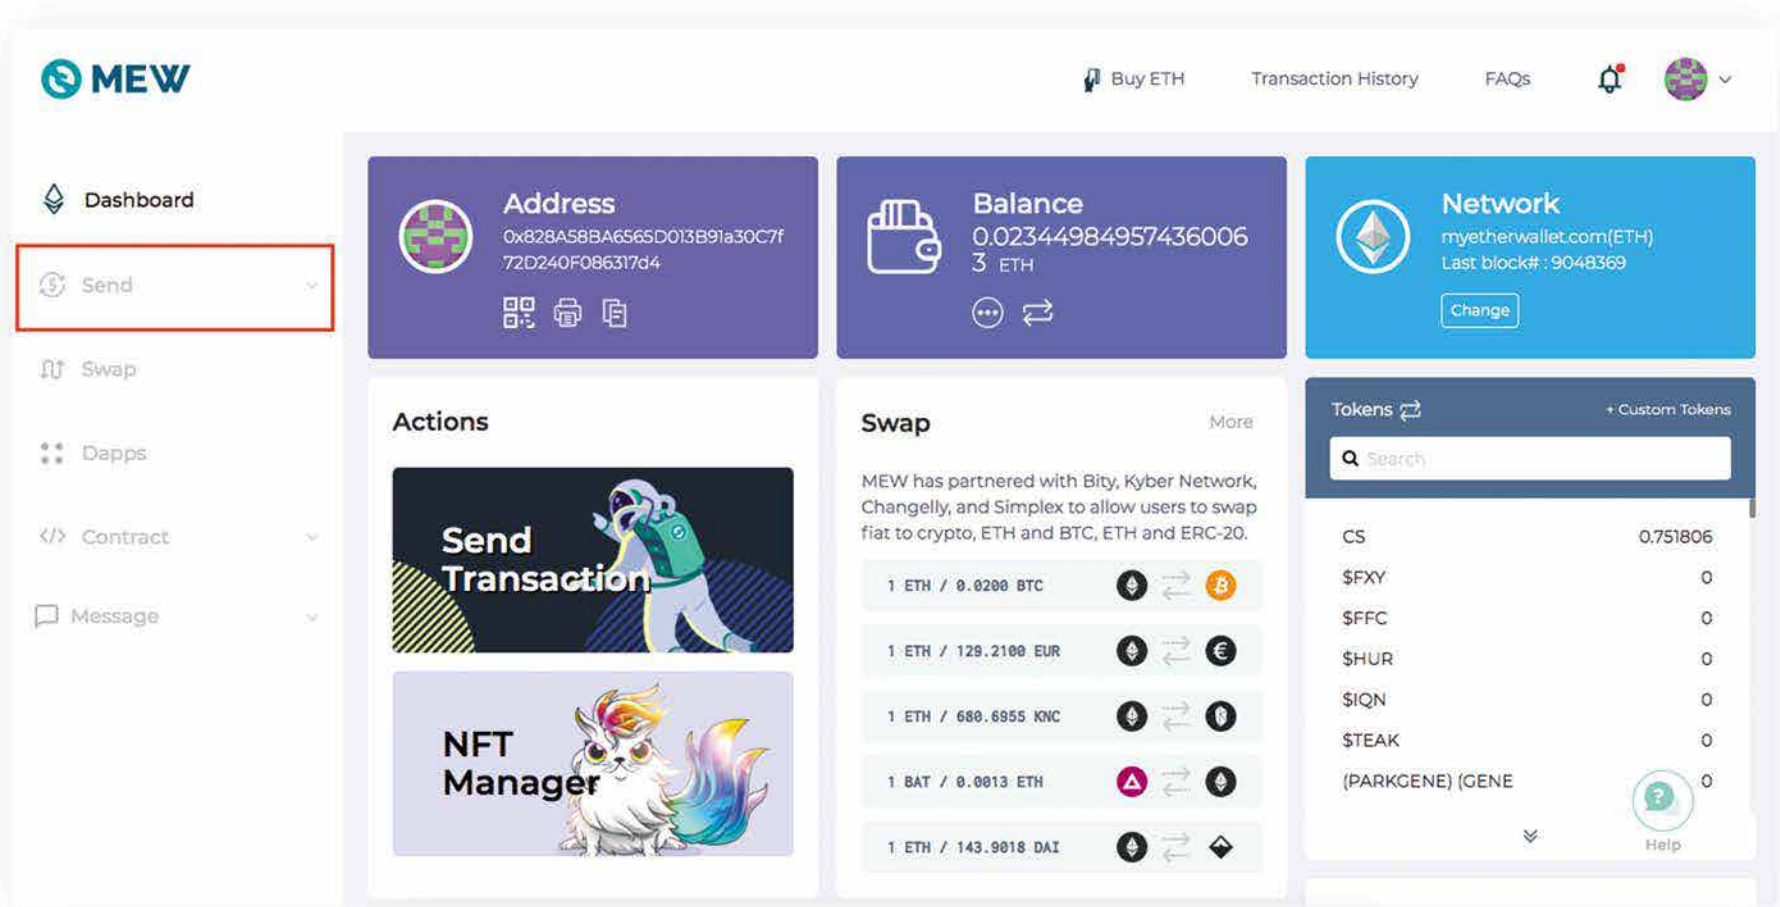 MEW
Buy ETH
Transaction History
FAQs
Dashboard
Send
Swap
Dapps
Contract
Message
Address
0x828A58BA6565D013B91a30C7f
72D240F086317d4
Balance
0.02344984957436006
3 ETH
Network
myetherwallet.com(ETH)
Last block# : 9048369
Change
Actions
Send
Transaction
NFT
Manager
Swap
More
MEW has partnered with Bity, Kyber Network,
Changelly, and Simplex to allow users to swap
fiat to crypto, ETH and BTC, ETH and ERC-20.
1 ETH / 0.0200 BTC
1 ETH / 129.2100 EUR
1 ETH / 680.6955 KNC
1 BAT / 0.0013 ETH
1 ETH / 143.9018 DAI
Tokens
+ Custom Tokens
Search
CS 0.751806
$FXY 0
$FFC 0
$HUR 0
$IQN 0
$TEAK 0
(PARKGENE) (GENE 0
Help